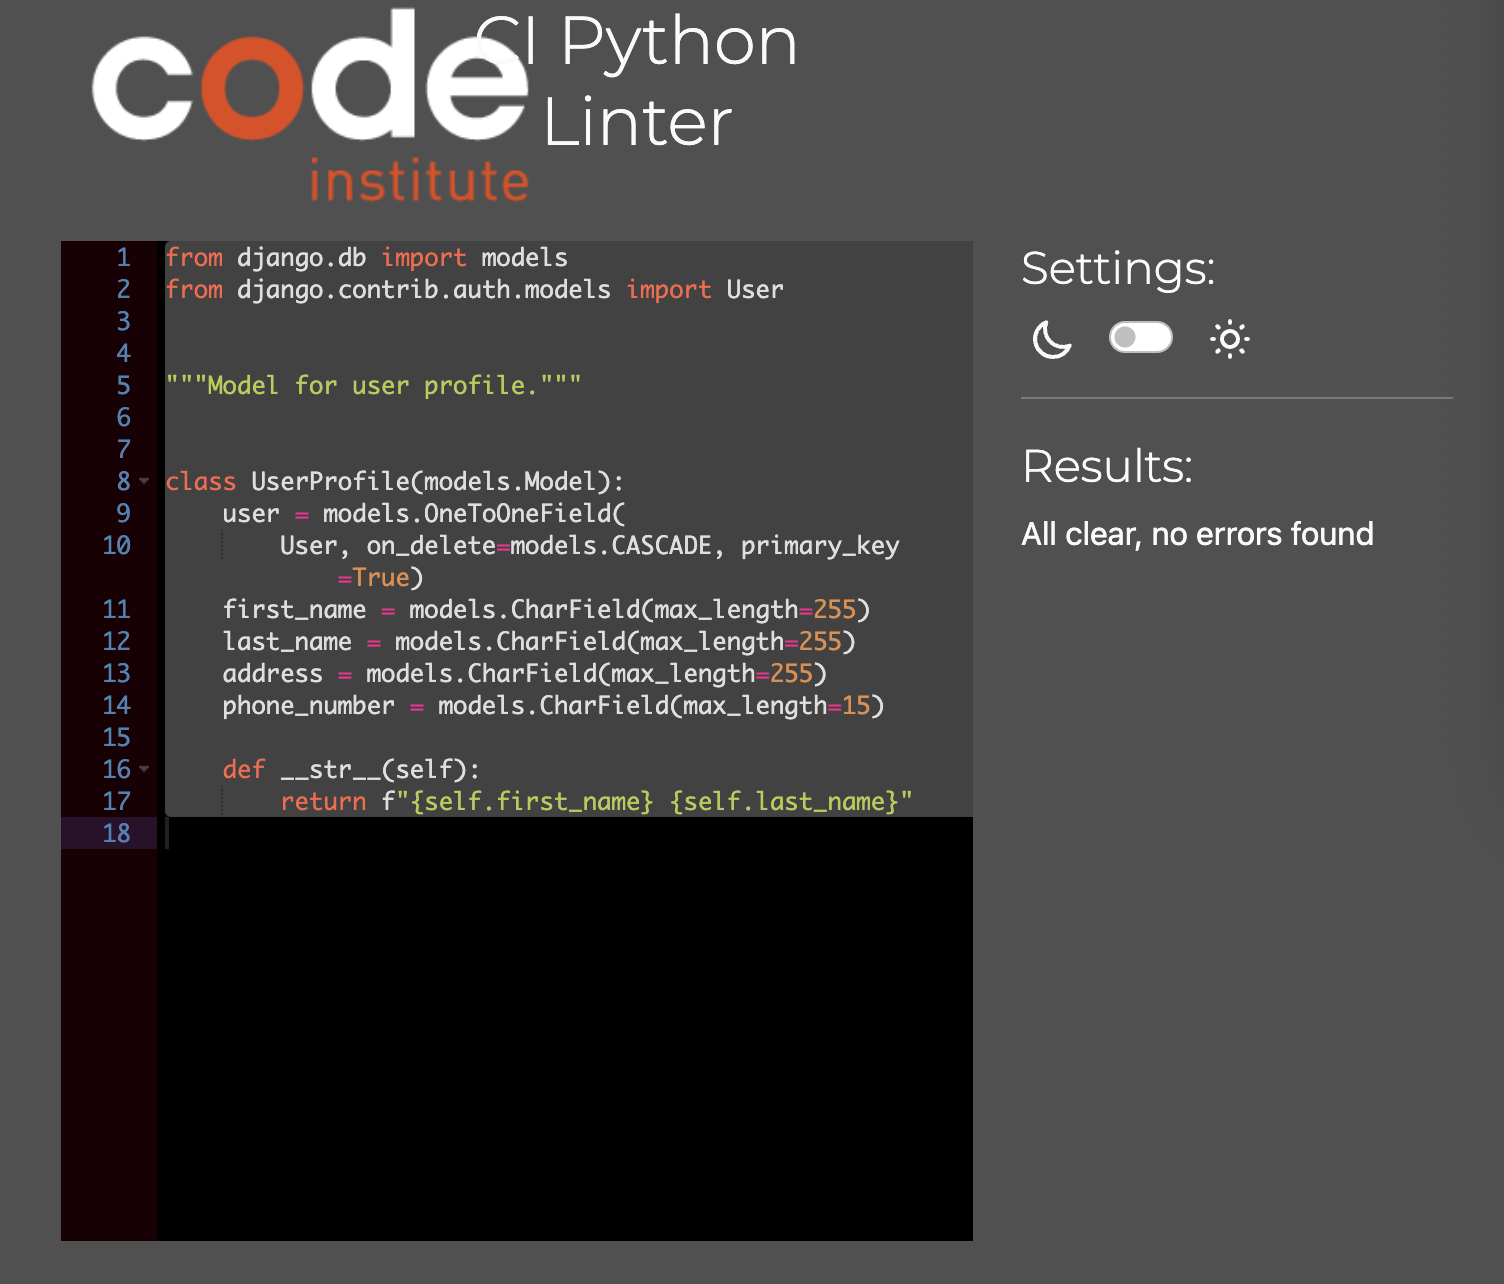 code
institute
CI Python
Linter
1 from django.db import models
2 from django.contrib.auth.models import User
3
4
5 """Model for user profile."""
6
7
8 class UserProfile(models.Model):
9     user = models.OneToOneField(
10         User, on_delete=models.CASCADE, primary_key
            =True)
11     first_name = models.CharField(max_length=255)
12     last_name = models.CharField(max_length=255)
13     address = models.CharField(max_length=255)
14     phone_number = models.CharField(max_length=15)
15
16     def __str__(self):
17         return f"{self.first_name} {self.last_name}"
18
Settings:
Results:
All clear, no errors found